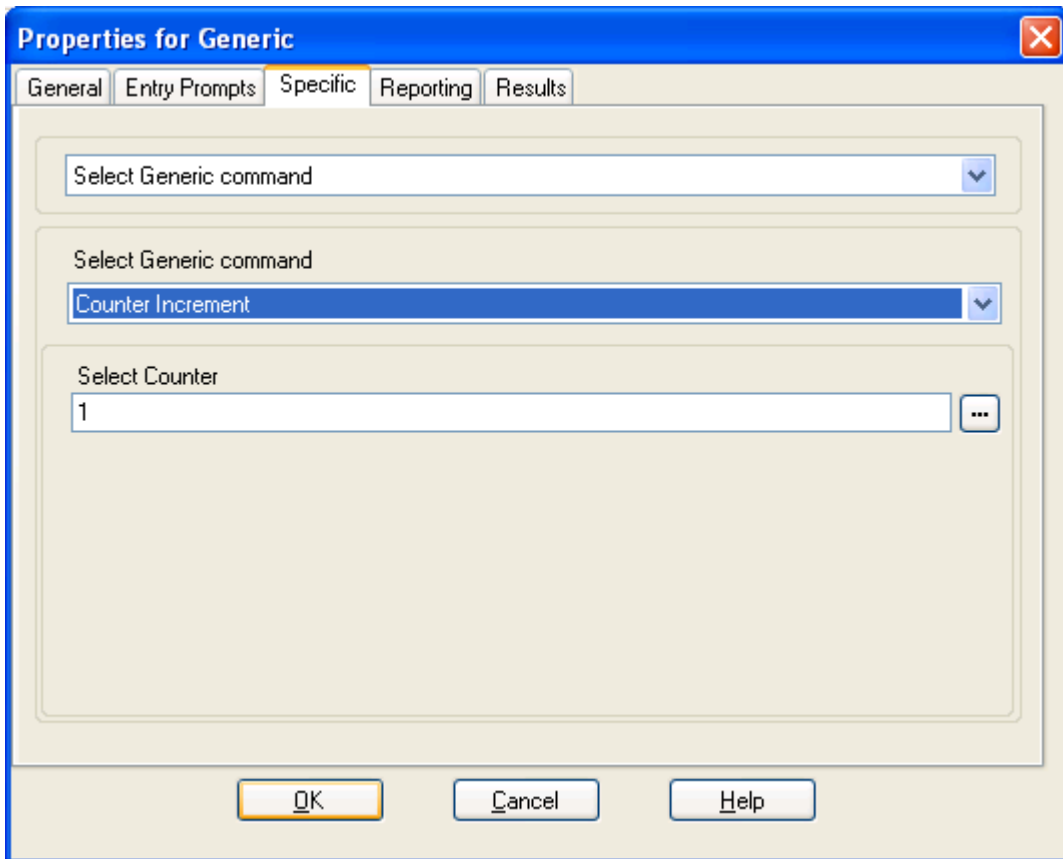 Properties for Generic
General Entry Prompts Specific Reporting Results
Select Generic command
Select Generic command
Counter Increment
Select Counter
1
...
OK Cancel Help